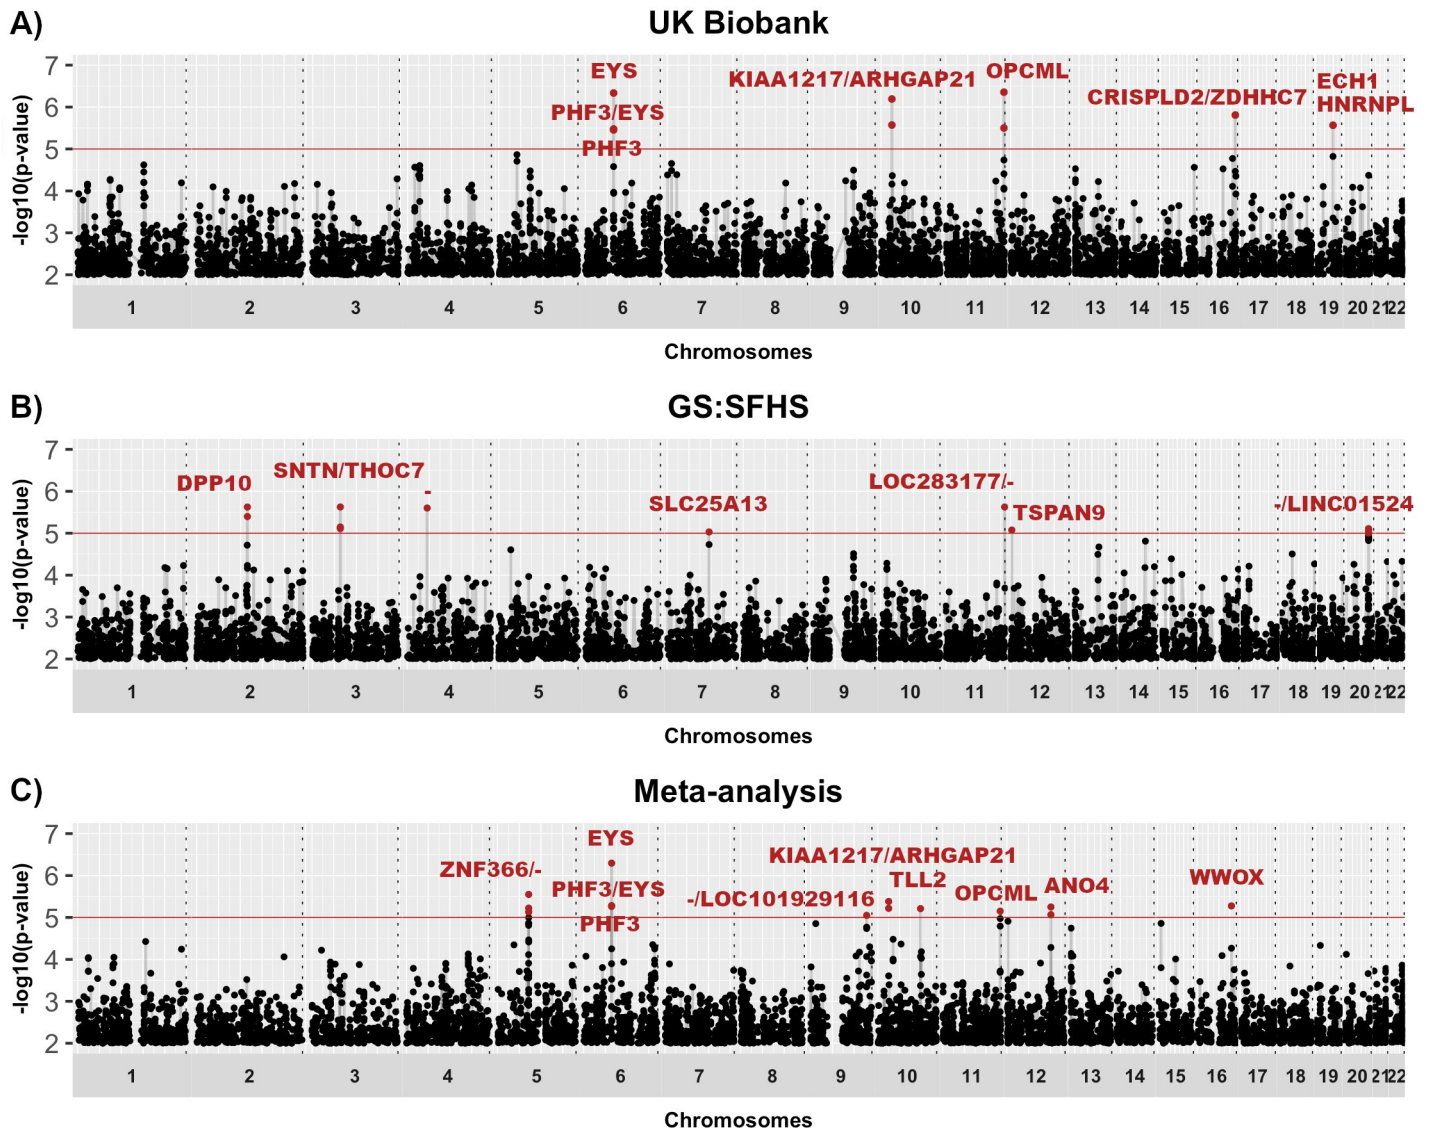 A)
UK Biobank
7
6
5
4
3
2
-log10(p-value)
EYS
PHF3/EYS
PHF3
KIAA1217/ARHGAP21
OPCML
CRISPLD2/ZDHHC7
ECH1
HNRNPL
1 2 3 4 5 6 7 8 9 10 11 12 13 14 15 16 17 18 19 20 21 22
Chromosomes
B)
GS:SFHS
7
6
5
4
3
2
-log10(p-value)
DPP10
SNTN/THOC7
-
SLC25A13
LOC283177/-
TSPAN9
-/LINC01524
1 2 3 4 5 6 7 8 9 10 11 12 13 14 15 16 17 18 19 20 21 22
Chromosomes
C)
Meta-analysis
7
6
5
4
3
2
-log10(p-value)
ZNF366/-
EYS
PHF3/EYS
PHF3
-/LOC101929116
KIAA1217/ARHGAP21
TLL2
OPCML
ANO4
WWOX
1 2 3 4 5 6 7 8 9 10 11 12 13 14 15 16 17 18 19 20 21 22
Chromosomes